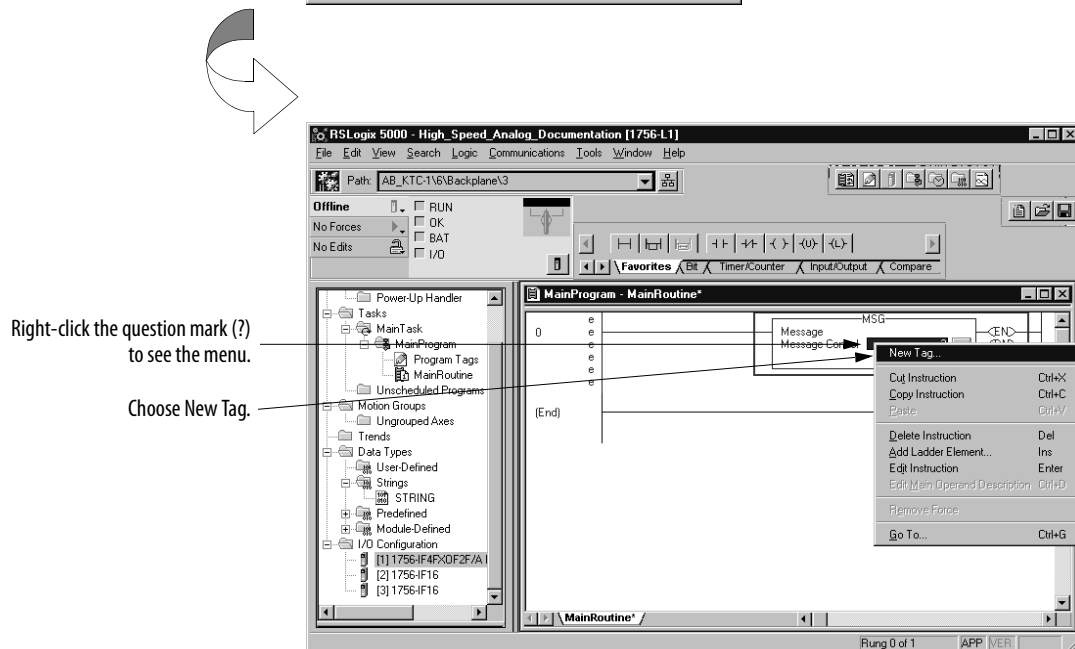 RSLogix 5000 - High_Speed_Analog_Documentation [1756-L1]
File Edit View Search Logic Communications Tools Window Help
Path: AB_KTC-1\6\Backplane\3
Offline
RUN
No Forces
OK
No Edits
BAT
I/O
Favorites Bit Timer/Counter Input/Output Compare
Power-Up Handler
Tasks
MainTask
MainProgram
Program Tags
MainRoutine
Unscheduled Programs
Motion Groups
Ungrouped Axes
Trends
Data Types
User-Defined
Strings
STRING
Predefined
Module-Defined
I/O Configuration
[1] 1756-IF4FXOF2F/A
[2] 1756-IF16
[3] 1756-IF16
MainProgram - MainRoutine*
0
e
e
e
e
e
e
(End)
MSG
Message
Message Control
EN
New Tag...
Cut Instruction Ctrl+X
Copy Instruction Ctrl+C
Paste Ctrl+V
Delete Instruction Del
Add Ladder Element... Ins
Edit Instruction Enter
Edit Main Operand Description Ctrl+D
Remove Force
Go To... Ctrl+G
MainRoutine*
Rung 0 of 1 APP VER
Right-click the question mark (?)
to see the menu.
Choose New Tag.